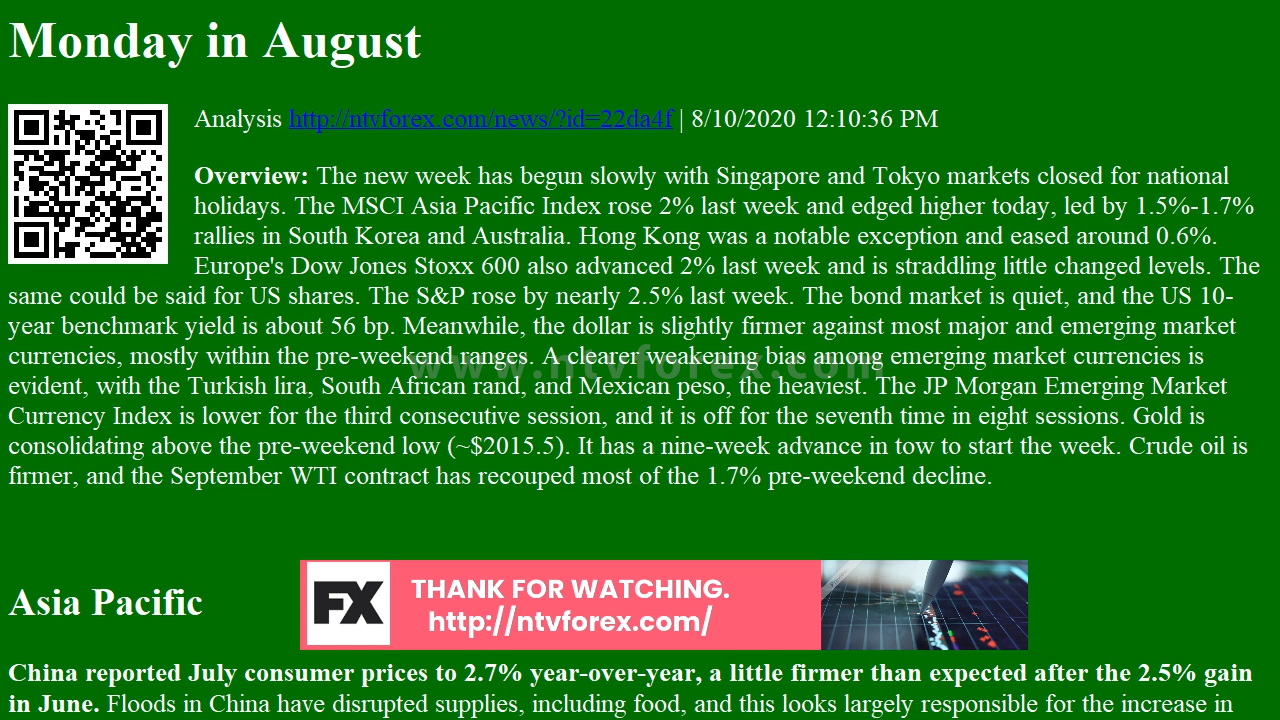 Monday in August
Analysis http://ntvforex.com/news/?id=22da4f | 8/10/2020 12:10:36 PM
Overview: The new week has begun slowly with Singapore and Tokyo markets closed for national
holidays. The MSCI Asia Pacific Index rose 2% last week and edged higher today, led by 1.5%-1.7%
rallies in South Korea and Australia. Hong Kong was a notable exception and eased around 0.6%.
Europe's Dow Jones Stoxx 600 also advanced 2% last week and is straddling little changed levels. The
same could be said for US shares. The S&P rose by nearly 2.5% last week. The bond market is quiet, and the US 10-
year benchmark yield is about 56 bp. Meanwhile, the dollar is slightly firmer against most major and emerging market
currencies, mostly within the pre-weekend ranges. A clearer weakening bias among emerging market currencies is
www.ntvforex.com
evident, with the Turkish lira, South African rand, and Mexican peso, the heaviest. The JP Morgan Emerging Market
Currency Index is lower for the third consecutive session, and it is off for the seventh time in eight sessions. Gold is
consolidating above the pre-weekend low (~$2015.5). It has a nine-week advance in tow to start the week. Crude oil is
firmer, and the September WTI contract has recouped most of the 1.7% pre-weekend decline.
Asia Pacific
FX
THANK FOR WATCHING.
http://ntvforex.com/
China reported July consumer prices to 2.7% year-over-year, a little firmer than expected after the 2.5% gain
in June. Floods in China have disrupted supplies, including food, and this looks largely responsible for the increase in